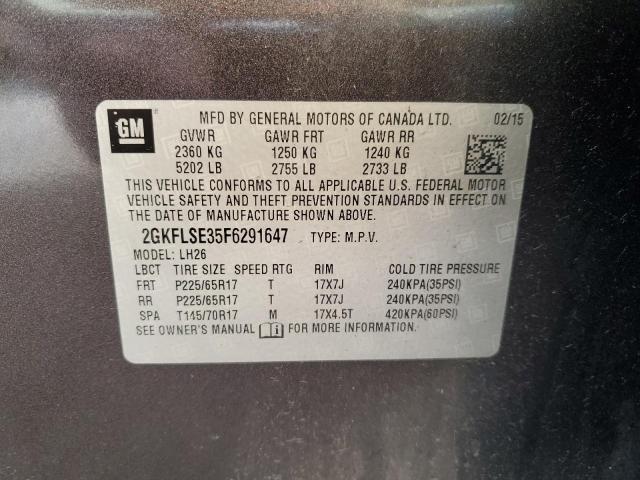 GM
MFD BY GENERAL MOTORS OF CANADA LTD. 02/15
GVWR GAWR FRT GAWR RR
2360 KG 1250 KG 1240 KG
5202 LB 2755 LB 2733 LB
THIS VEHICLE CONFORMS TO ALL APPLICABLE U.S. FEDERAL MOTOR
VEHICLE SAFETY AND THEFT PREVENTION STANDARDS IN EFFECT ON
THE DATE OF MANUFACTURE SHOWN ABOVE.
2GKFLSE35F6291647 TYPE: M.P.V.
MODEL: LH26
LBCT TIRE SIZE SPEED RTG RIM COLD TIRE PRESSURE
FRT P225/65R17 T 17X7J 240KPA(35PSI)
RR P225/65R17 T 17X7J 240KPA(35PSI)
SPA T145/70R17 M 17X4.5T 420KPA(60PSI)
SEE OWNER'S MANUAL FOR MORE INFORMATION.